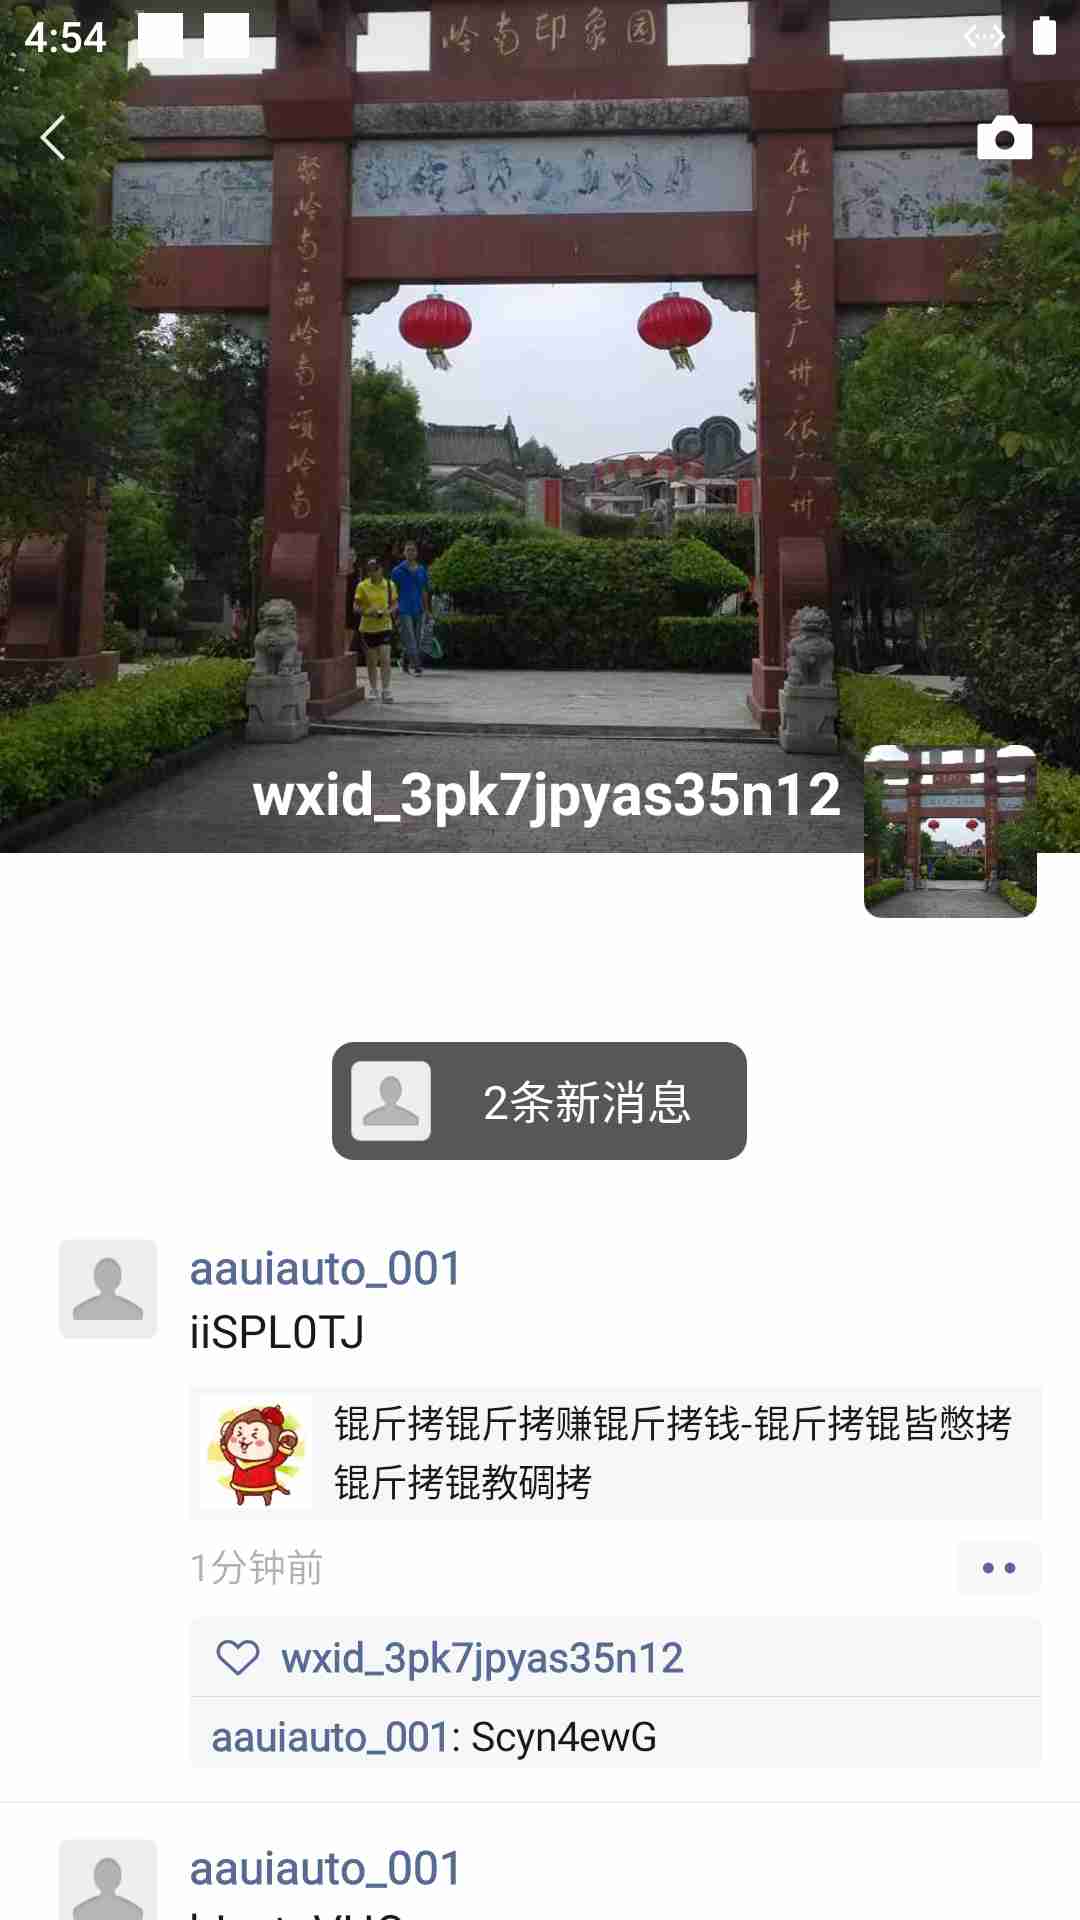 4:54
岭南印象园
聚岭南·品岭南·颂岭南
在广州·老广州·很广州
wxid_3pk7jpyas35n12
2条新消息
aauiauto_001
iiSPL0TJ
锟斤拷锟斤拷赚锟斤拷钱-锟斤拷锟皆憋拷
锟斤拷锟教碉拷
1分钟前
wxid_3pk7jpyas35n12
aauiauto_001: Scyn4ewG
aauiauto_001